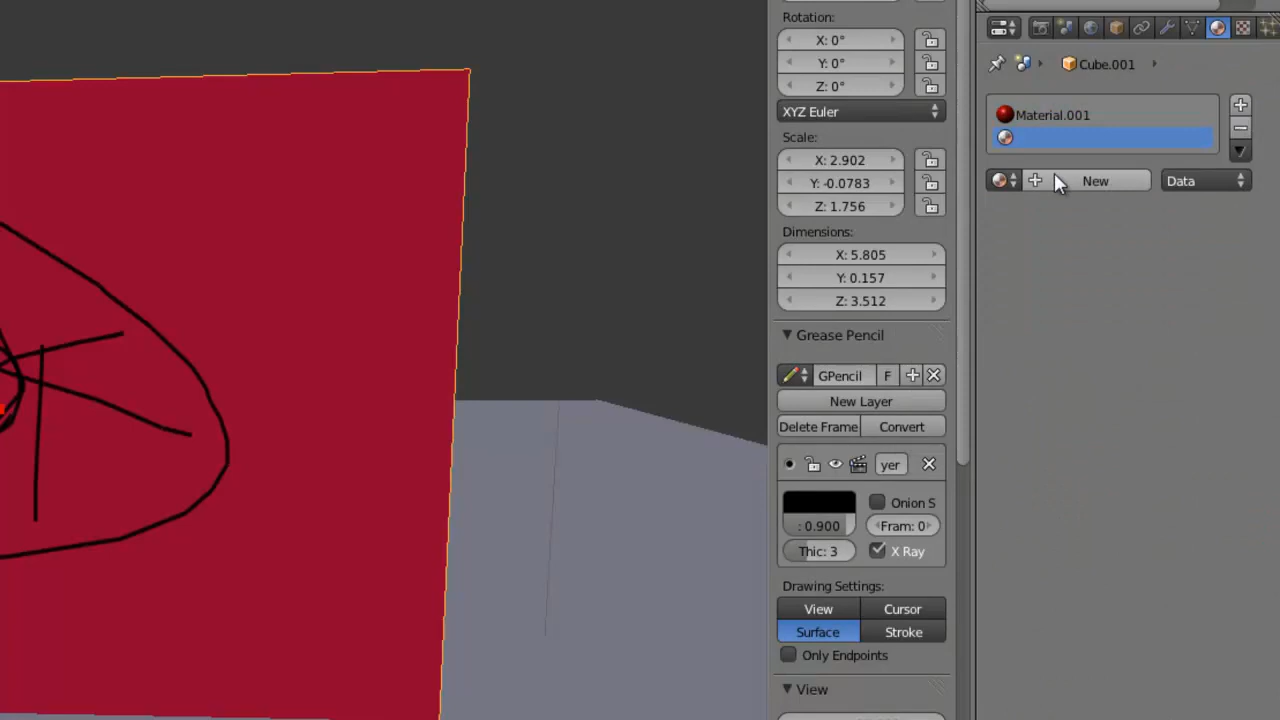 Rotation:
X: 0°
Y: 0°
Z: 0°
XYZ Euler
Scale:
X: 2.902
Y: -0.0783
Z: 1.756
Dimensions:
X: 5.805
Y: 0.157
Z: 3.512
Grease Pencil
GPencil F
New Layer
Delete Frame Convert
yer
Onion S
: 0.900 Fram: 0
Thic: 3 X Ray
Drawing Settings:
View Cursor
Surface Stroke
Only Endpoints
View
Cube.001
Material.001
New Data